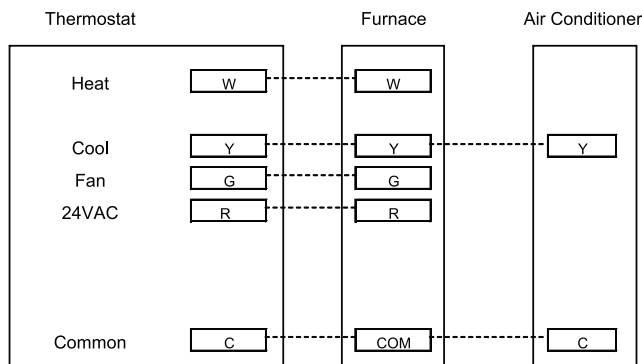 Thermostat Furnace Air Conditioner
Heat W W
Cool Y Y Y
Fan G G
24VAC R R
Common C COM C